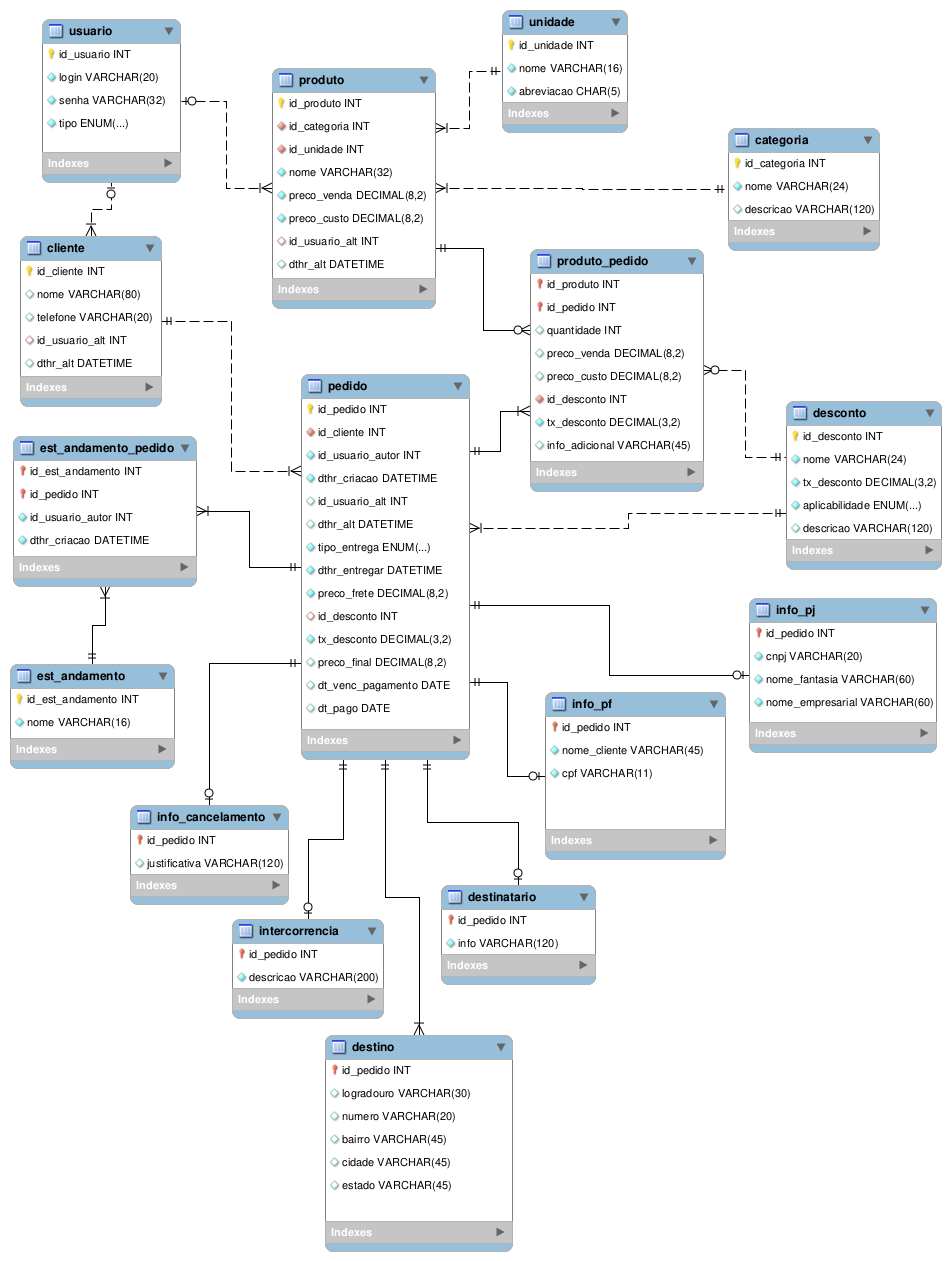 usuario
id_usuario INT
login VARCHAR(20)
senha VARCHAR(32)
tipo ENUM(...)
Indexes
unidade
id_unidade INT
nome VARCHAR(16)
abreviacao CHAR(5)
Indexes
produto
id_produto INT
id_categoria INT
id_unidade INT
nome VARCHAR(32)
preco_venda DECIMAL(8,2)
preco_custo DECIMAL(8,2)
id_usuario_alt INT
dthr_alt DATETIME
Indexes
categoria
id_categoria INT
nome VARCHAR(24)
descricao VARCHAR(120)
Indexes
cliente
id_cliente INT
nome VARCHAR(80)
telefone VARCHAR(20)
id_usuario_alt INT
dthr_alt DATETIME
Indexes
produto_pedido
id_produto INT
id_pedido INT
quantidade INT
preco_venda DECIMAL(8,2)
preco_custo DECIMAL(8,2)
id_desconto INT
tx_desconto DECIMAL(3,2)
info_adicional VARCHAR(45)
Indexes
pedido
id_pedido INT
id_cliente INT
id_usuario_autor INT
dthr_criacao DATETIME
id_usuario_alt INT
dthr_alt DATETIME
tipo_entrega ENUM(...)
dthr_entregar DATETIME
preco_frete DECIMAL(8,2)
id_desconto INT
tx_desconto DECIMAL(3,2)
preco_final DECIMAL(8,2)
dt_venc_pagamento DATE
dt_pago DATE
Indexes
desconto
id_desconto INT
nome VARCHAR(24)
tx_desconto DECIMAL(3,2)
aplicabilidade ENUM(...)
descricao VARCHAR(120)
Indexes
est_andamento_pedido
id_est_andamento INT
id_pedido INT
id_usuario_autor INT
dthr_criacao DATETIME
Indexes
info_pj
id_pedido INT
cnpj VARCHAR(20)
nome_fantasia VARCHAR(60)
nome_empresarial VARCHAR(60)
Indexes
est_andamento
id_est_andamento INT
nome VARCHAR(16)
Indexes
info_pf
id_pedido INT
nome_cliente VARCHAR(45)
cpf VARCHAR(11)
Indexes
info_cancelamento
id_pedido INT
justificativa VARCHAR(120)
Indexes
destinatario
id_pedido INT
info VARCHAR(120)
Indexes
intercorrencia
id_pedido INT
descricao VARCHAR(200)
Indexes
destino
id_pedido INT
logradouro VARCHAR(30)
numero VARCHAR(20)
bairro VARCHAR(45)
cidade VARCHAR(45)
estado VARCHAR(45)
Indexes